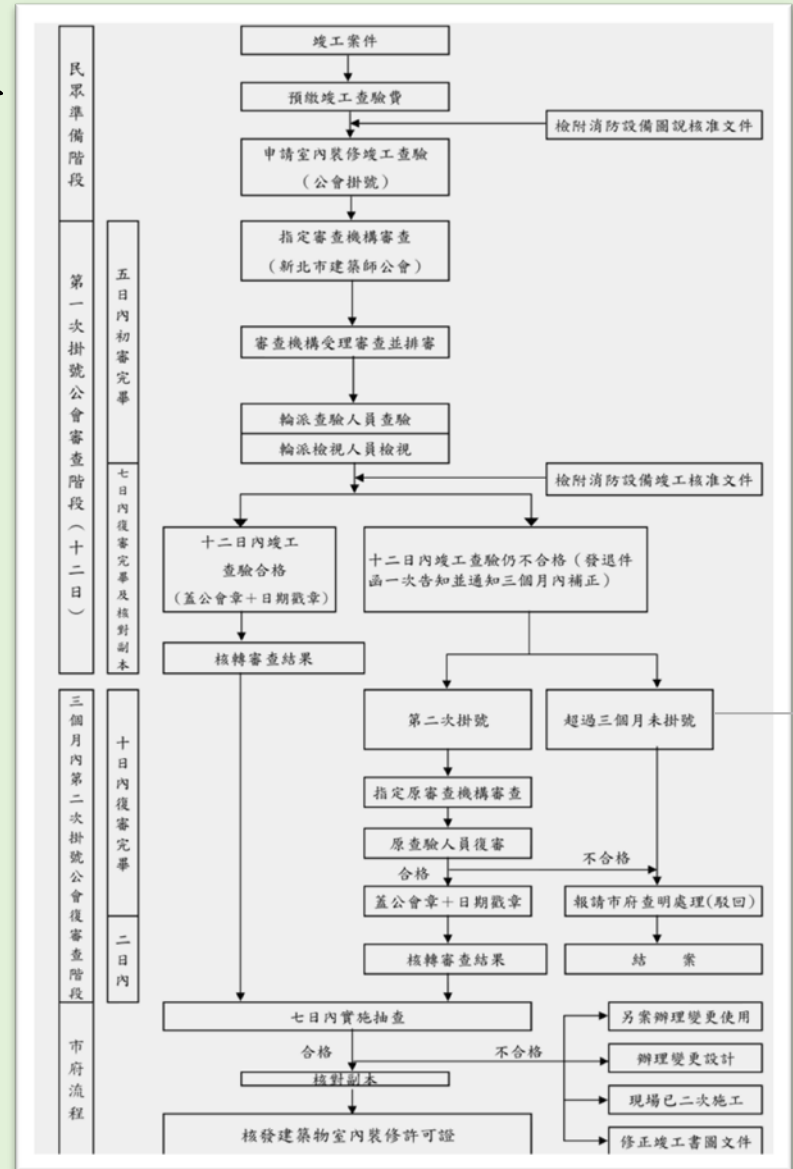 民眾準備階段
竣工案件
預繳竣工查驗費
檢附消防設備圖說核准文件
申請室內裝修竣工查驗
(公會掛號)
第一次掛號公會審查階段(十二日)
五日內初審完畢
指定審查機構審查
(新北市建築師公會)
審查機構受理審查並排審
輪派查驗人員查驗
輪派檢視人員檢視
七日內復審完畢及核對副本
檢附消防設備竣工核准文件
十二日內竣工
查驗合格
(蓋公會章+日期戳章)
十二日內竣工查驗仍不合格(發退件
函一次告知並通知三個月內補正)
核轉審查結果
三個月內第二次掛號公會復審查階段
十日內復審完畢
第二次掛號
超過三個月未掛號
指定原審查機構審查
原查驗人員復審
合格
不合格
蓋公會章+日期戳章
報請市府查明處理(駁回)
二日內
核轉審查結果
結 案
市府流程
七日內實施抽查
合格
不合格
核對副本
核發建築物室內裝修許可證
另案辦理變更使用
辦理變更設計
現場已二次施工
修正竣工書圖文件